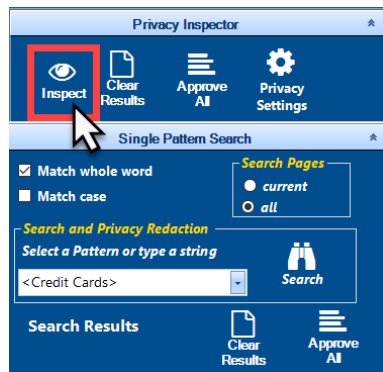 Privacy Inspector
Inspect
Clear
Results
Approve
All
Privacy
Settings
Single Pattern Search
Match whole word
Match case
Search Pages
current
all
Search and Privacy Redaction
Select a Pattern or type a string
<Credit Cards>
Search
Search Results
Clear
Results
Approve
All